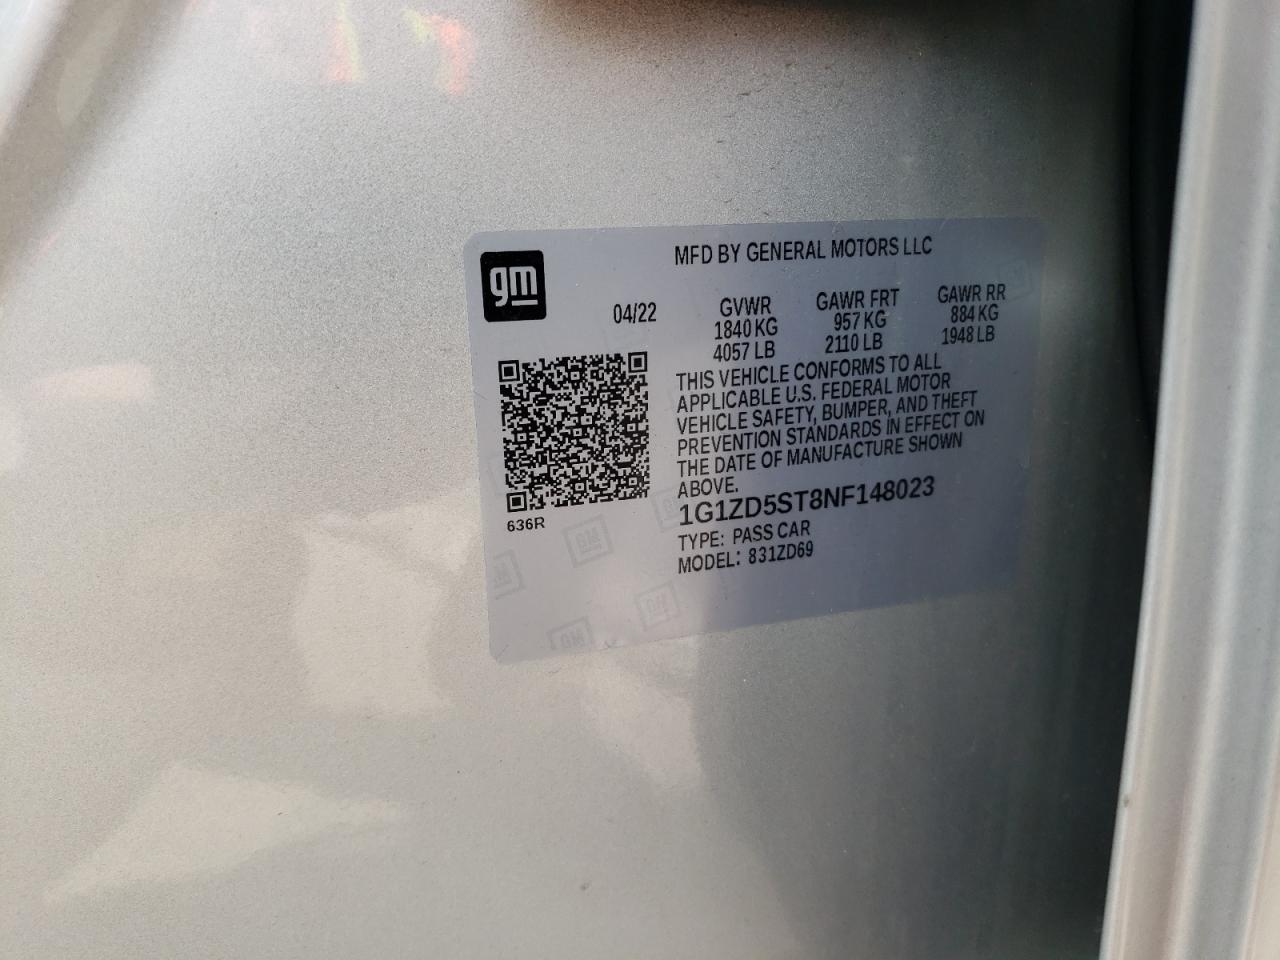 gm
MFD BY GENERAL MOTORS LLC
04/22 GVWR GAWR FRT GAWR RR
1840 KG 957 KG 884 KG
4057 LB 2110 LB 1948 LB
THIS VEHICLE CONFORMS TO ALL
APPLICABLE U.S. FEDERAL MOTOR
VEHICLE SAFETY, BUMPER, AND THEFT
PREVENTION STANDARDS IN EFFECT ON
THE DATE OF MANUFACTURE SHOWN
ABOVE.
636R
1G1ZD5ST8NF148023
TYPE: PASS CAR
MODEL: 831ZD69